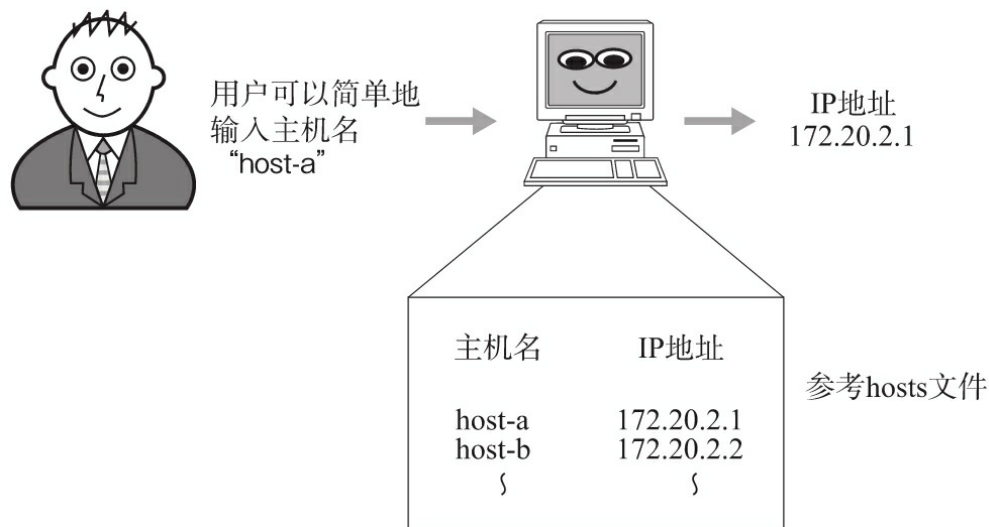 用户可以简单地
输入主机名
“host-a”
IP地址
172.20.2.1
主机名 IP地址
host-a 172.20.2.1
host-b 172.20.2.2
参考hosts文件